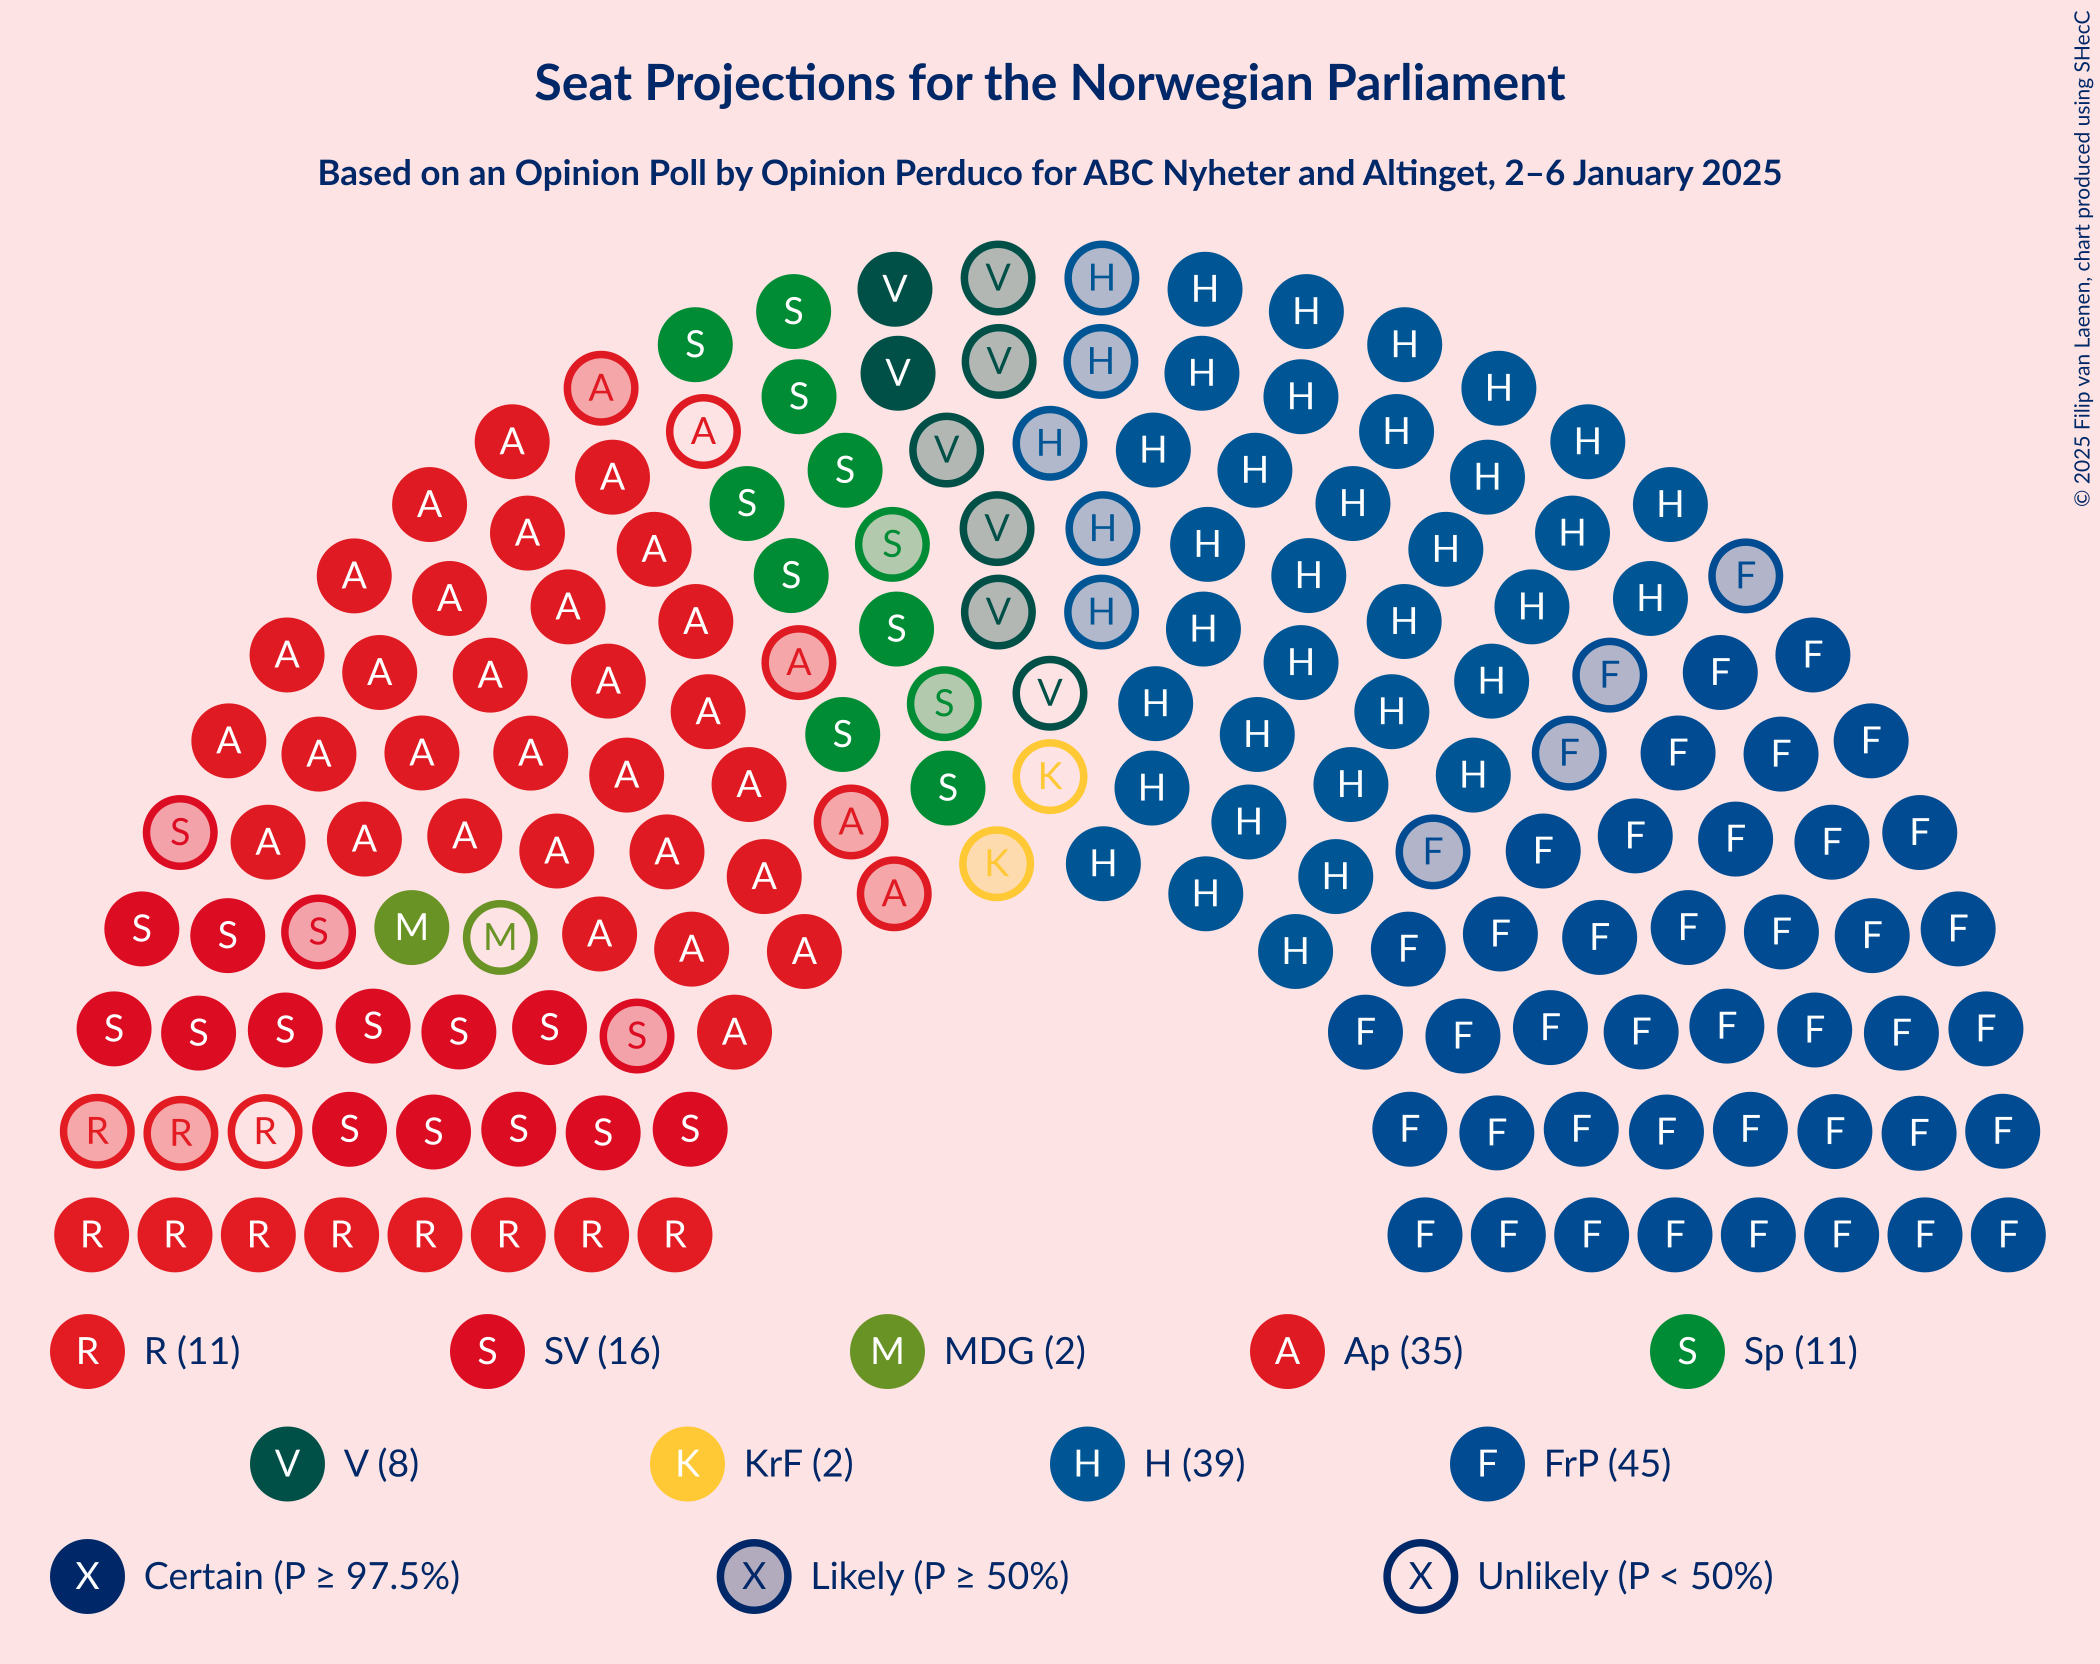 Seat Projections for the Norwegian Parliament
Based on an Opinion Poll by Opinion Perduco for ABC Nyheter and Altinget, 2–6 January 2025
© 2025 Filip van Laenen, chart produced using SHecC
V V H H
S S H H
V V H H
A S H H
A A H H
A S V H H H
A A S S H H H
A A S S V H H H H F
A A A S V H H H H H
A A A A S V H H H H F F
A A A A S S V H H H F F
A A A A A S K H H H F F F
S A A A A A A A K H H H F F F F F
S S S M M A A A A H H F F F F F F F
S S S S S S S A F F F F F F F F
R R R S S S S S F F F F F F F F
R R R R R R R R F F F F F F F F
R R (11) S SV (16) M MDG (2) A Ap (35) S Sp (11)
V V (8) K KrF (2) H H (39) F FrP (45)
X Certain (P ≥ 97.5%) X Likely (P ≥ 50%) X Unlikely (P < 50%)